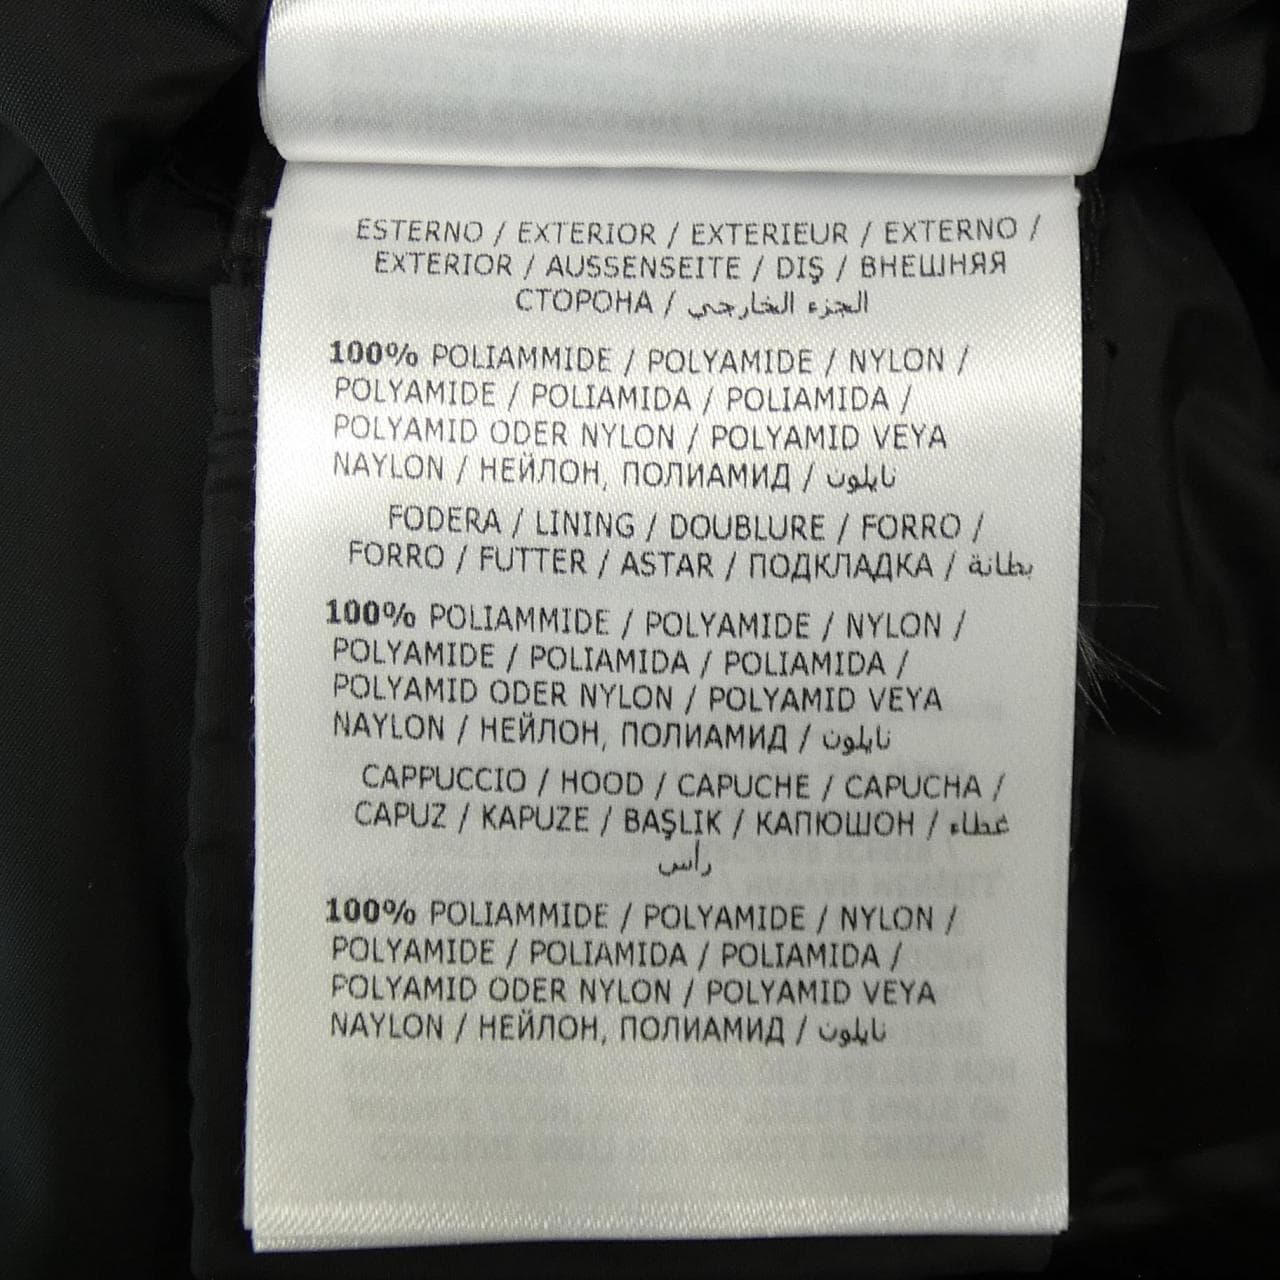 ESTERNO / EXTERIOR / EXTERIEUR / EXTERNO /
EXTERIOR / AUSSENSEITE / DIŞ / ВНЕШНЯЯ
СТОРОНА / الجزء الخارجي
100% POLIAMMIDE / POLYAMIDE / NYLON /
POLYAMIDE / POLIAMIDA / POLIAMIDA /
POLYAMID ODER NYLON / POLYAMID VEYA
NAYLON / НЕЙЛОН, ПОЛИАМИД / نايلون
FODERA / LINING / DOUBLURE / FORRO /
FORRO / FUTTER / ASTAR / ПОДКЛАДКА / بطانة
100% POLIAMMIDE / POLYAMIDE / NYLON /
POLYAMIDE / POLIAMIDA / POLIAMIDA /
POLYAMID ODER NYLON / POLYAMID VEYA
NAYLON / НЕЙЛОН, ПОЛИАМИД / نايلون
CAPPUCCIO / HOOD / CAPUCHE / CAPUCHA /
CAPUZ / KAPUZE / BAŞLIK / КАПЮШОН / غطاء
راس
100% POLIAMMIDE / POLYAMIDE / NYLON /
POLYAMIDE / POLIAMIDA / POLIAMIDA /
POLYAMID ODER NYLON / POLYAMID VEYA
NAYLON / НЕЙЛОН, ПОЛИАМИД / نايلون